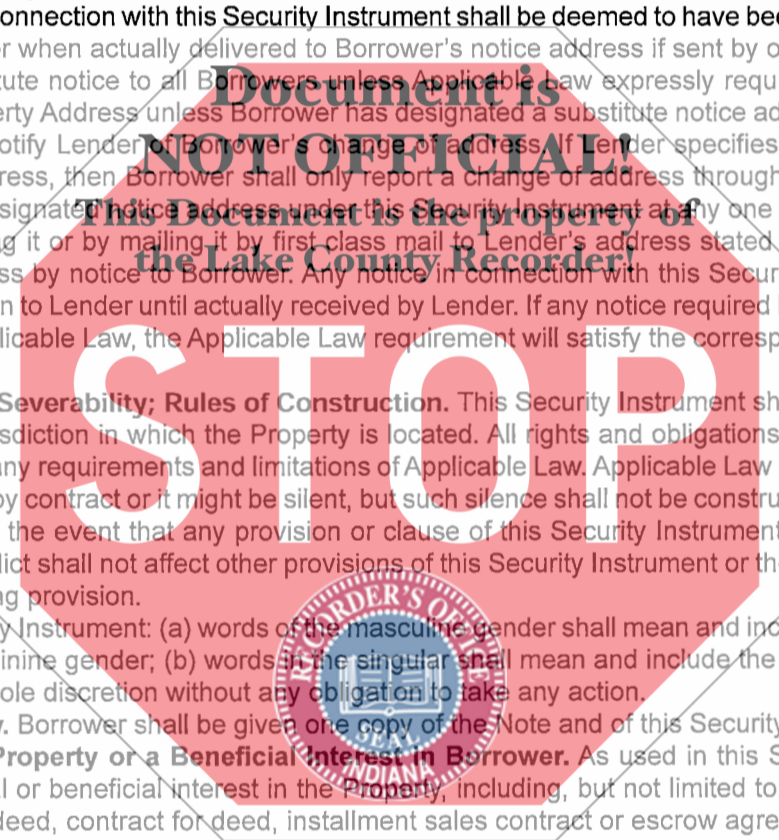 onnection with this Security Instrument shall be deemed to have bee
r when actually delivered to Borrower's notice address if sent by o
ute notice to all Borrowers unless Applicable Law expressly requ
Document is
erty Address unless Borrower has designated a substitute notice ad
otify Lender of Borrower's change of address. If Lender specifies
NOT OFFICIAL!
ress, then Borrower shall only report a change of address through
signated notice address under this Security Instrument at any one
This Document is the property of
g it or by mailing it by first class mail to Lender's address stated
the Lake County Recorder!
ss by notice to Borrower. Any notice in connection with this Secur
n to Lender until actually received by Lender. If any notice required
licable Law, the Applicable Law requirement will satisfy the corresp
STOP
Severability; Rules of Construction. This Security Instrument sh
sdiction in which the Property is located. All rights and obligations
ny requirements and limitations of Applicable Law. Applicable Law
by contract or it might be silent, but such silence shall not be constru
the event that any provision or clause of this Security Instrument
lict shall not affect other provisions of this Security Instrument or th
ng provision.
RECORDER'S OFFICE
y Instrument: (a) words of the masculine gender shall mean and inc
inine gender; (b) words in the singular shall mean and include the
ole discretion without any obligation to take any action.
y. Borrower shall be given one copy of the Note and of this Security
SEAL
Property or a Beneficial Interest in Borrower. As used in this S
INDIANA
l or beneficial interest in the Property, including, but not limited to
deed, contract for deed, installment sales contract or escrow agre